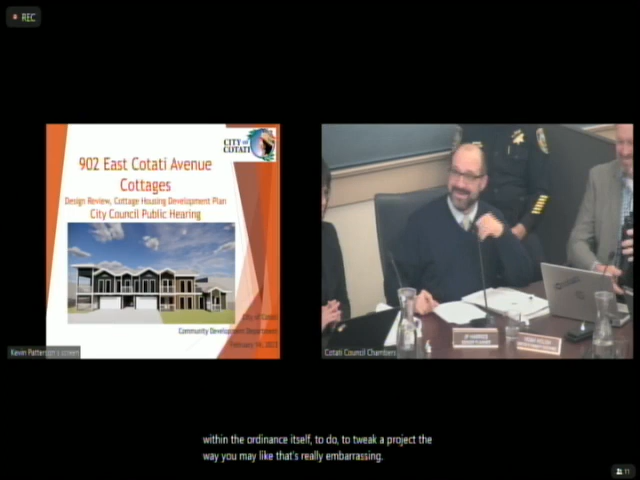 REC
CITY of
COTATI
902 East Cotati Avenue
Cottages
Design Review, Cottage Housing Development Plan
City Council Public Hearing
City of Cotati
Community Development Department
Kevin Patterson's screen
Cotati Council Chambers
within the ordinance itself, to do, to tweak a project the
way you may like that's really embarrassing.
11